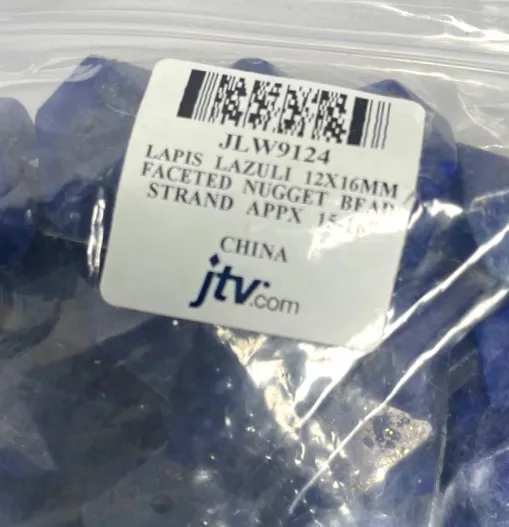 JLW9124
LAPIS LAZULI 12X16MM
FACETED NUGGET BEAD
STRAND APPX
CHINA
jtv.com